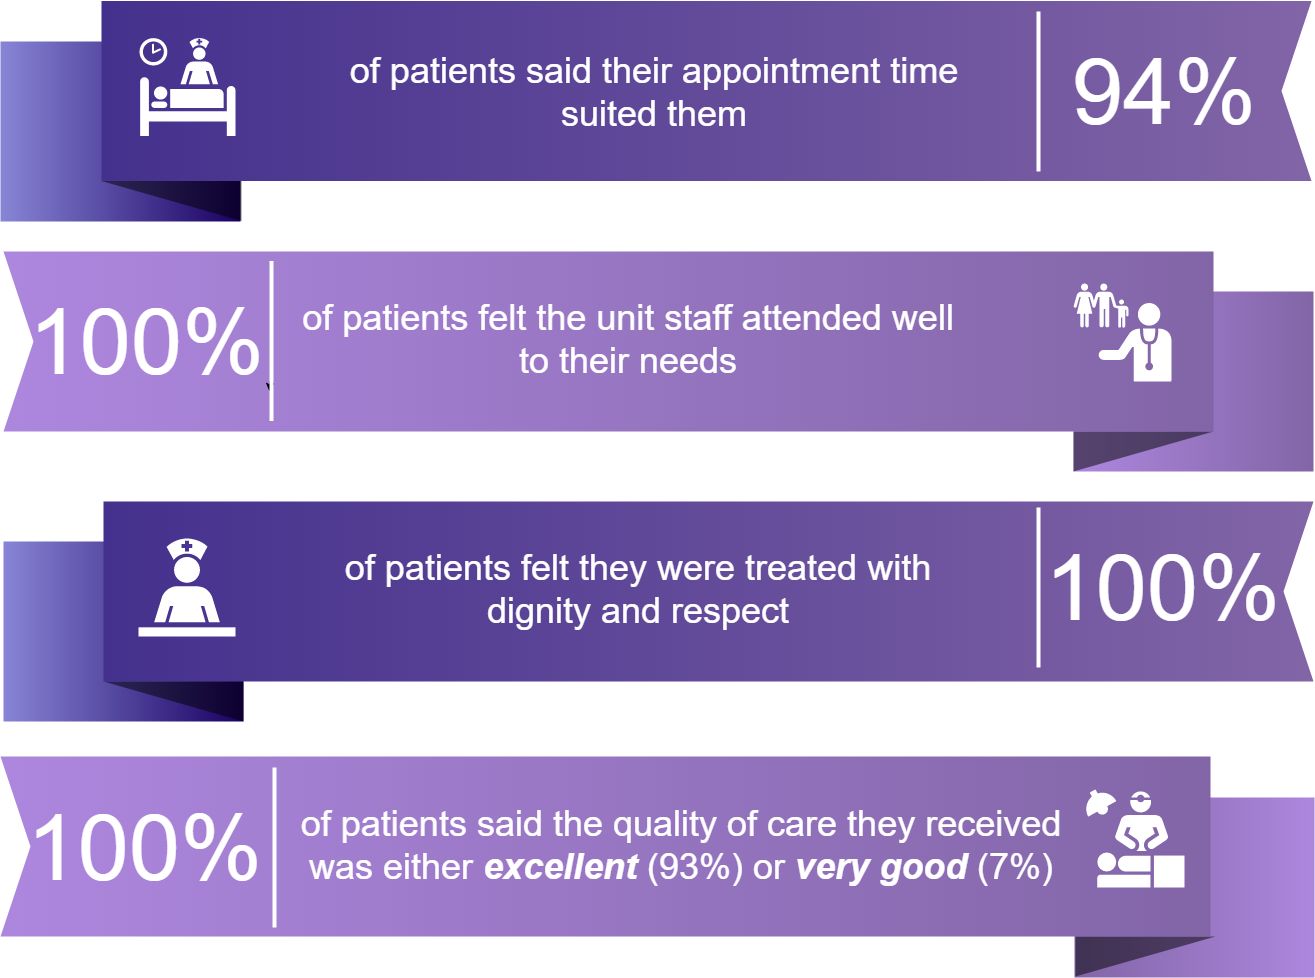 of patients said their appointment time
suited them
94%
100%
of patients felt the unit staff attended well
to their needs
of patients felt they were treated with
dignity and respect
100%
100%
of patients said the quality of care they received
was either excellent (93%) or very good (7%)